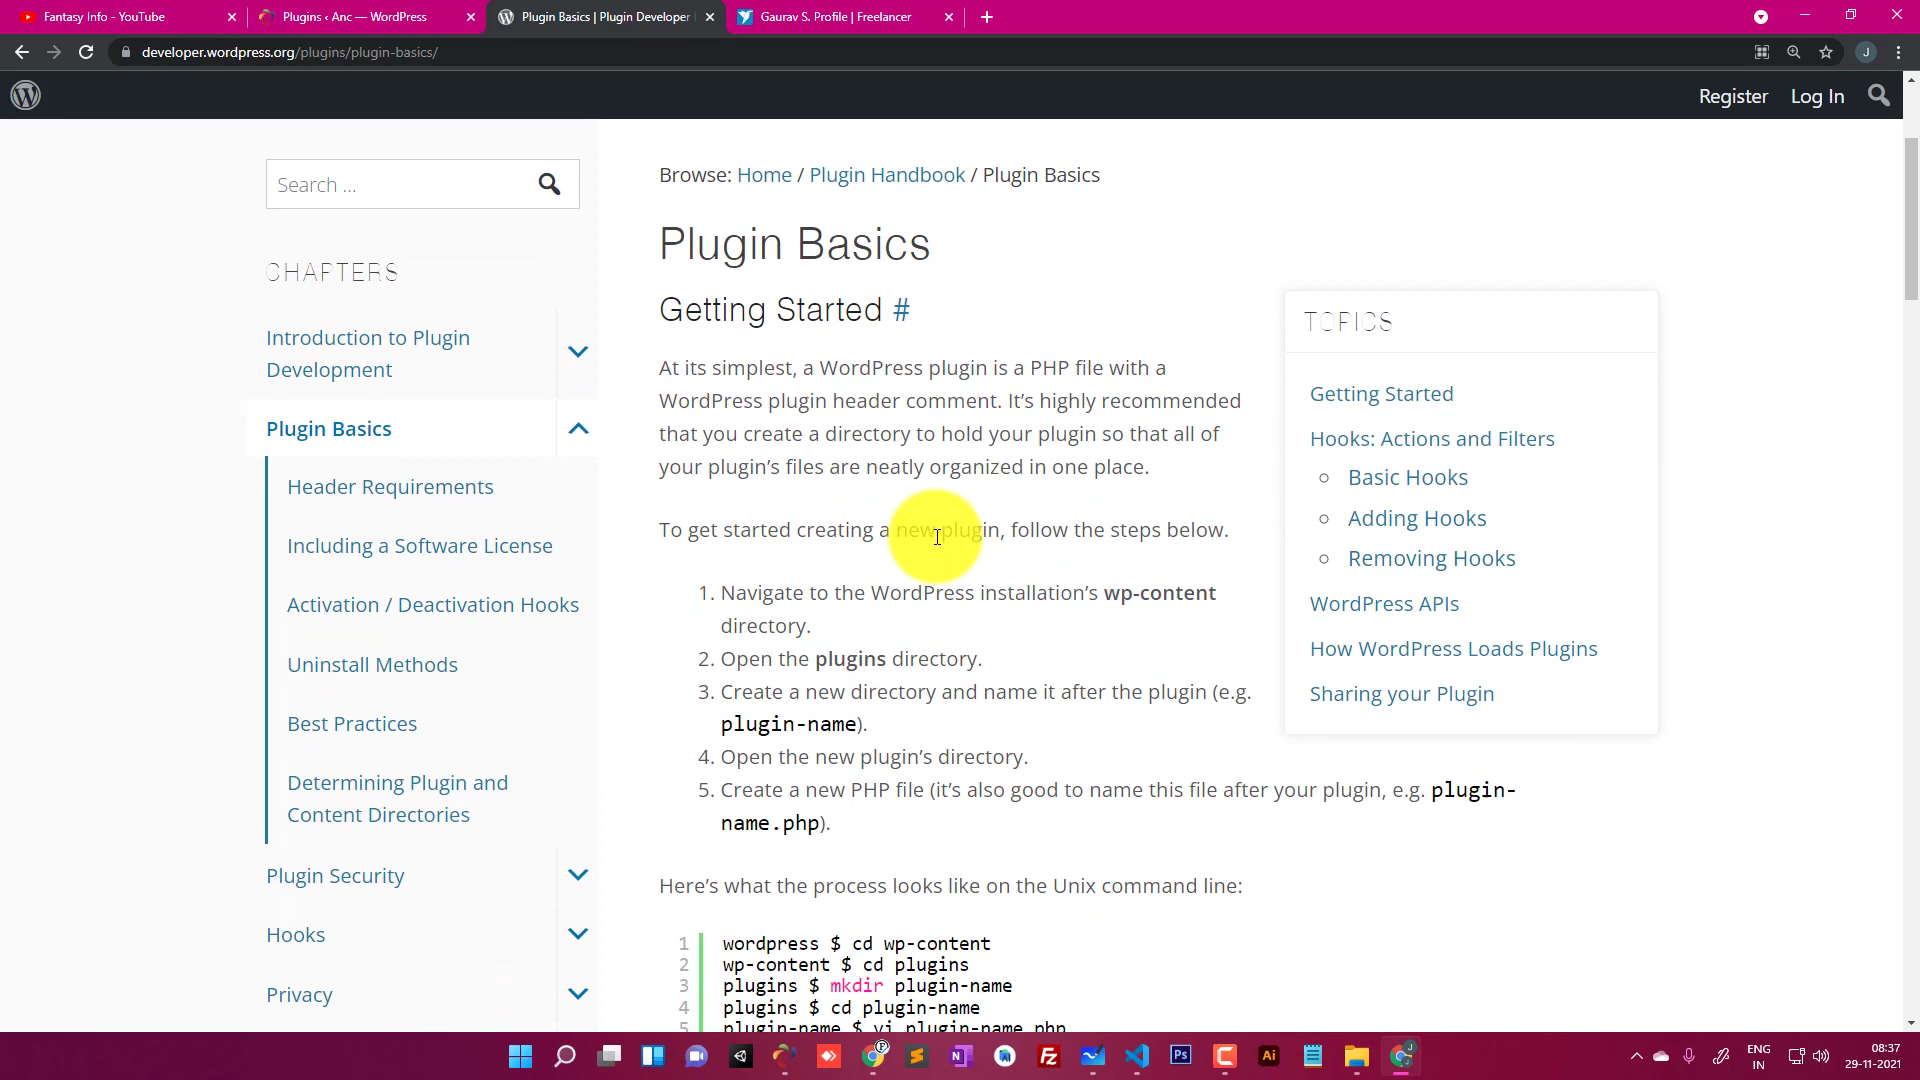 Fantasy Info - YouTube
Plugins ‹ Anc — WordPress
Plugin Basics | Plugin Developer
Gaurav S. Profile | Freelancer
developer.wordpress.org/plugins/plugin-basics/
J
Register
Log In
Search ...
Browse: Home / Plugin Handbook / Plugin Basics
CHAPTERS
Introduction to Plugin
Development
Plugin Basics
Header Requirements
Including a Software License
Activation / Deactivation Hooks
Uninstall Methods
Best Practices
Determining Plugin and
Content Directories
Plugin Security
Hooks
Privacy
Plugin Basics
Getting Started #
At its simplest, a WordPress plugin is a PHP file with a
WordPress plugin header comment. It’s highly recommended
that you create a directory to hold your plugin so that all of
your plugin’s files are neatly organized in one place.
To get started creating a new plugin, follow the steps below.
1. Navigate to the WordPress installation’s wp-content
directory.
2. Open the plugins directory.
3. Create a new directory and name it after the plugin (e.g.
plugin-name).
4. Open the new plugin’s directory.
5. Create a new PHP file (it’s also good to name this file after your plugin, e.g. plugin-
name.php).
Here’s what the process looks like on the Unix command line:
1 wordpress $ cd wp-content
2 wp-content $ cd plugins
3 plugins $ mkdir plugin-name
4 plugins $ cd plugin-name
5 plugin-name $ vi plugin-name.php
TOPICS
Getting Started
Hooks: Actions and Filters
Basic Hooks
Adding Hooks
Removing Hooks
WordPress APIs
How WordPress Loads Plugins
Sharing your Plugin
Ps
Ai
ENG
IN
08:37
29-11-2021